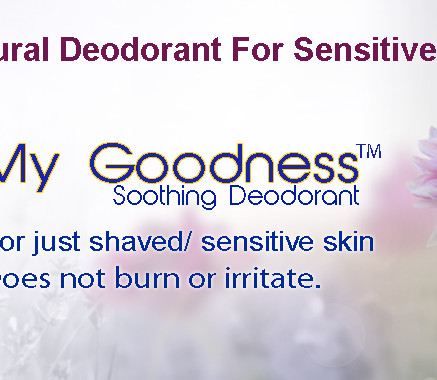 ural Deodorant For Sensitive
My Goodness™
Soothing Deodorant
or just shaved/ sensitive skin
oes not burn or irritate.